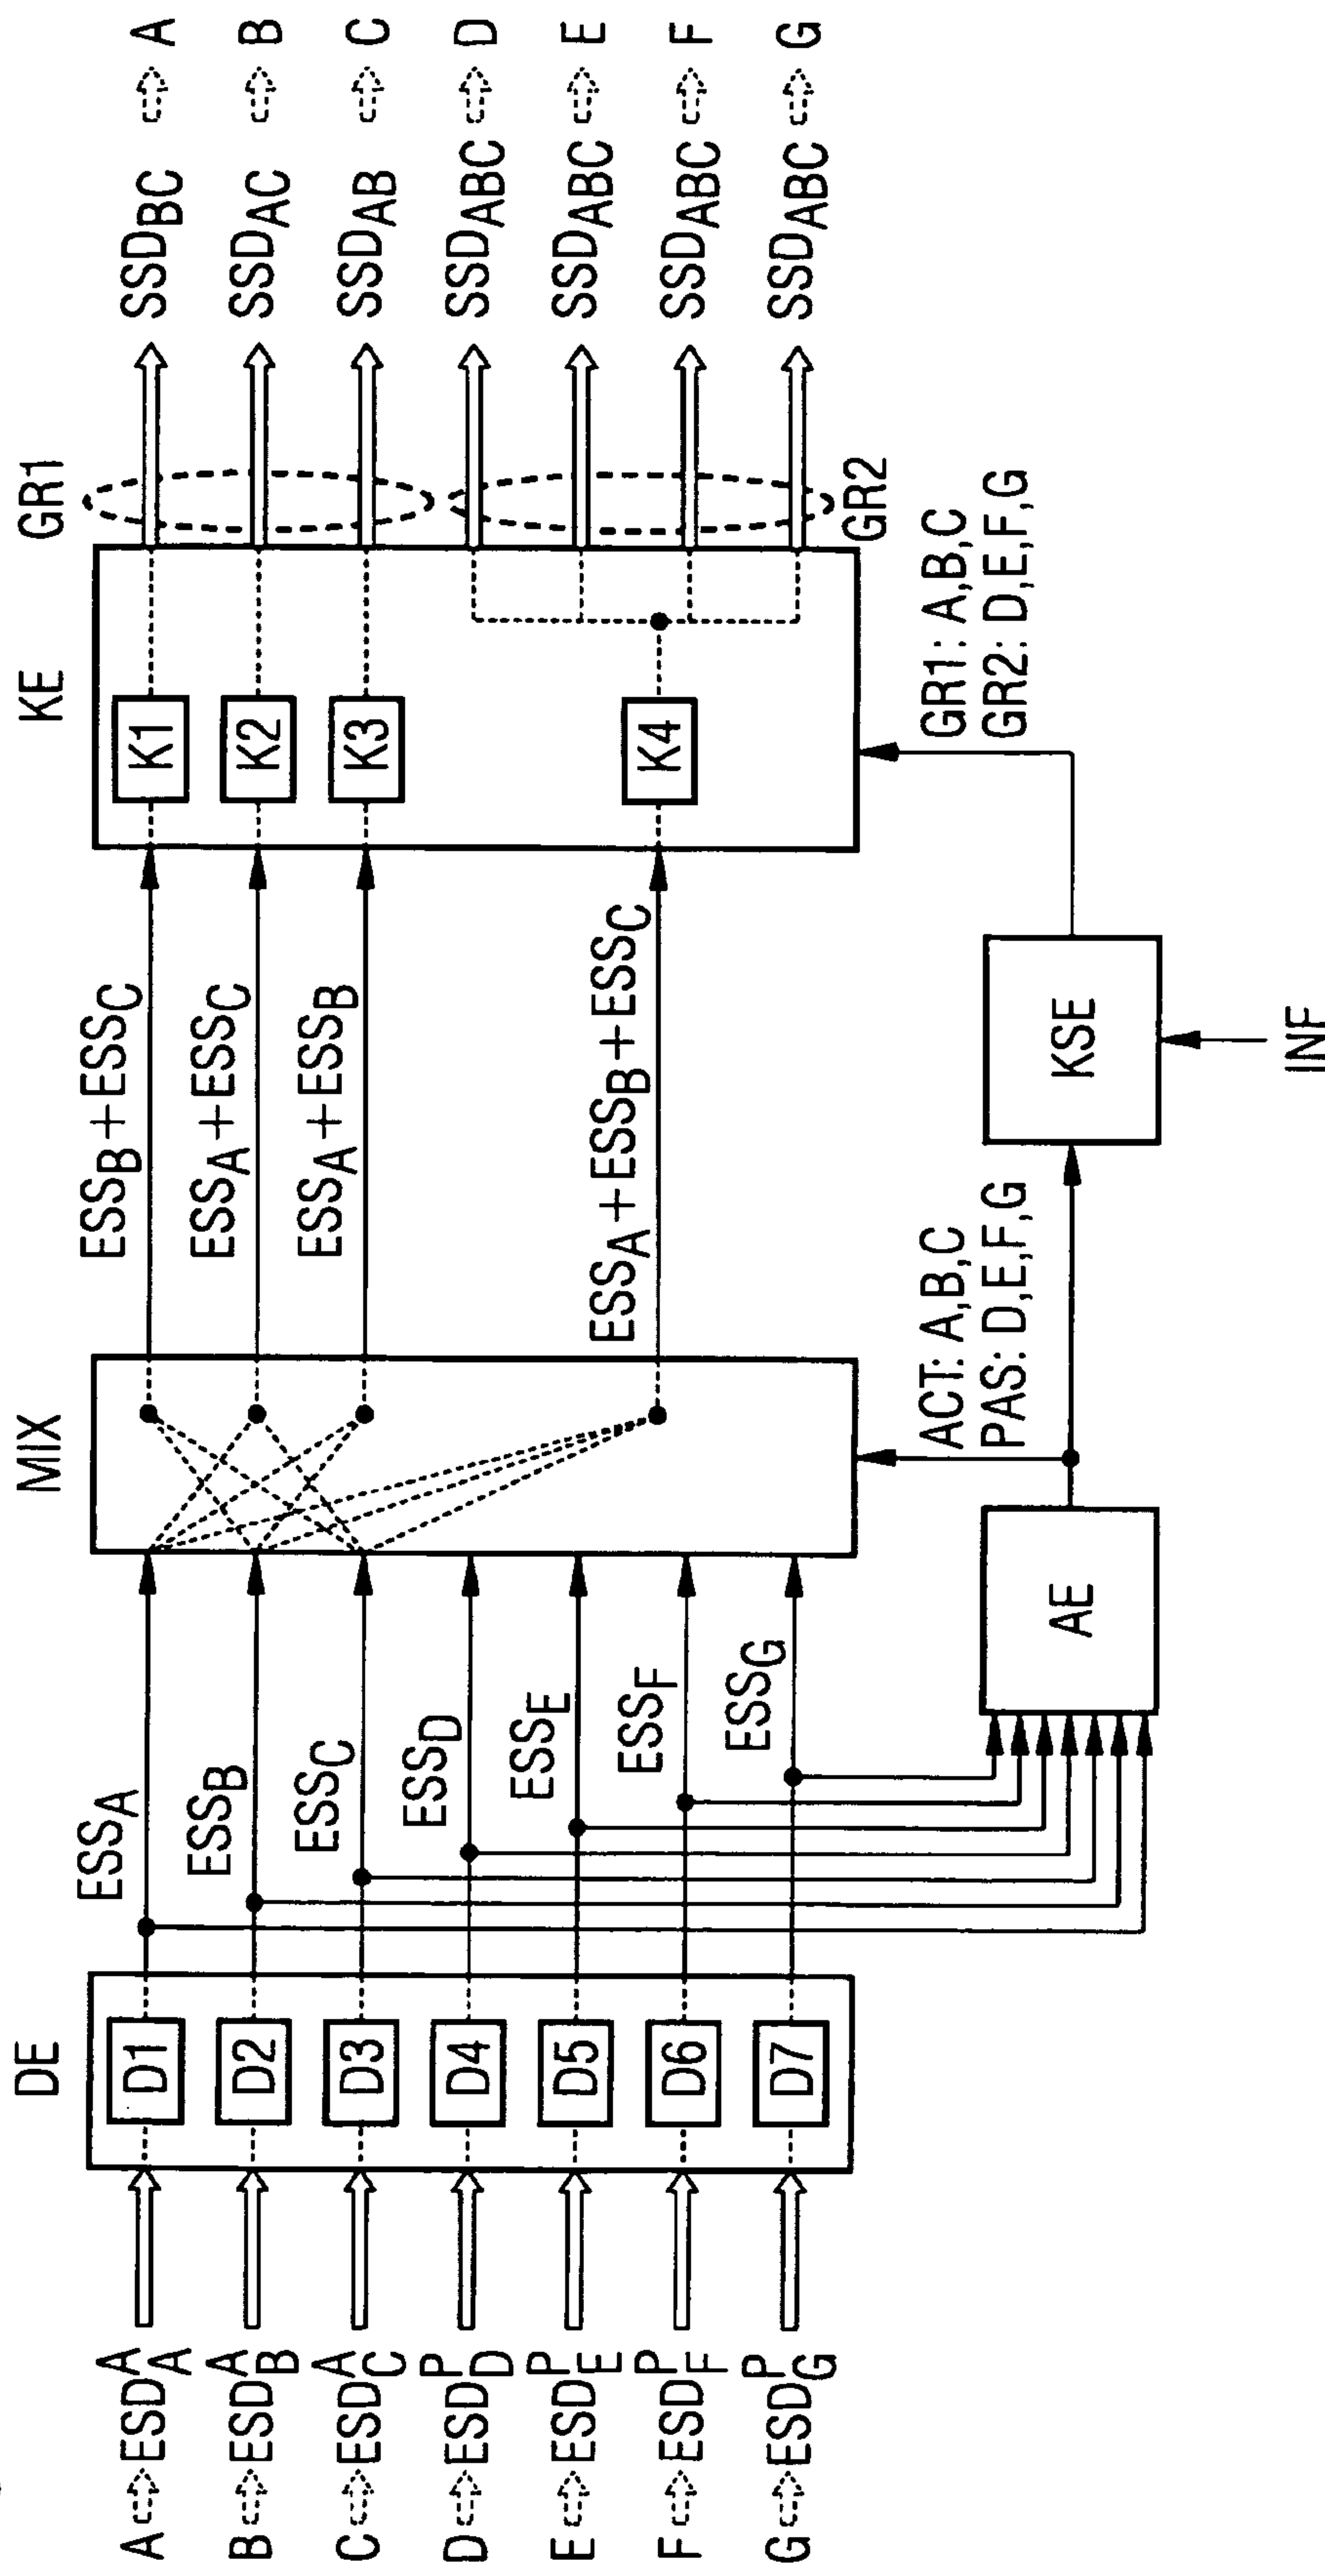 DE
MIX
KE
GR1
A ESD^A_A
B ESD^A_B
C ESD^A_C
D ESD^P_D
E ESD^P_E
F ESD^P_F
G ESD^P_G
D1
D2
D3
D4
D5
D6
D7
ESS_A
ESS_B
ESS_C
ESS_D
ESS_E
ESS_F
ESS_G
AE
ACT: A,B,C
PAS: D,E,F,G
ESS_B+ESS_C
ESS_A+ESS_C
ESS_A+ESS_B
ESS_A+ESS_B+ESS_C
KSE
INF
K1
K2
K3
K4
GR1: A,B,C
GR2: D,E,F,G
GR2
SSD_BC A
SSD_AC B
SSD_AB C
SSD_ABC D
SSD_ABC E
SSD_ABC F
SSD_ABC G